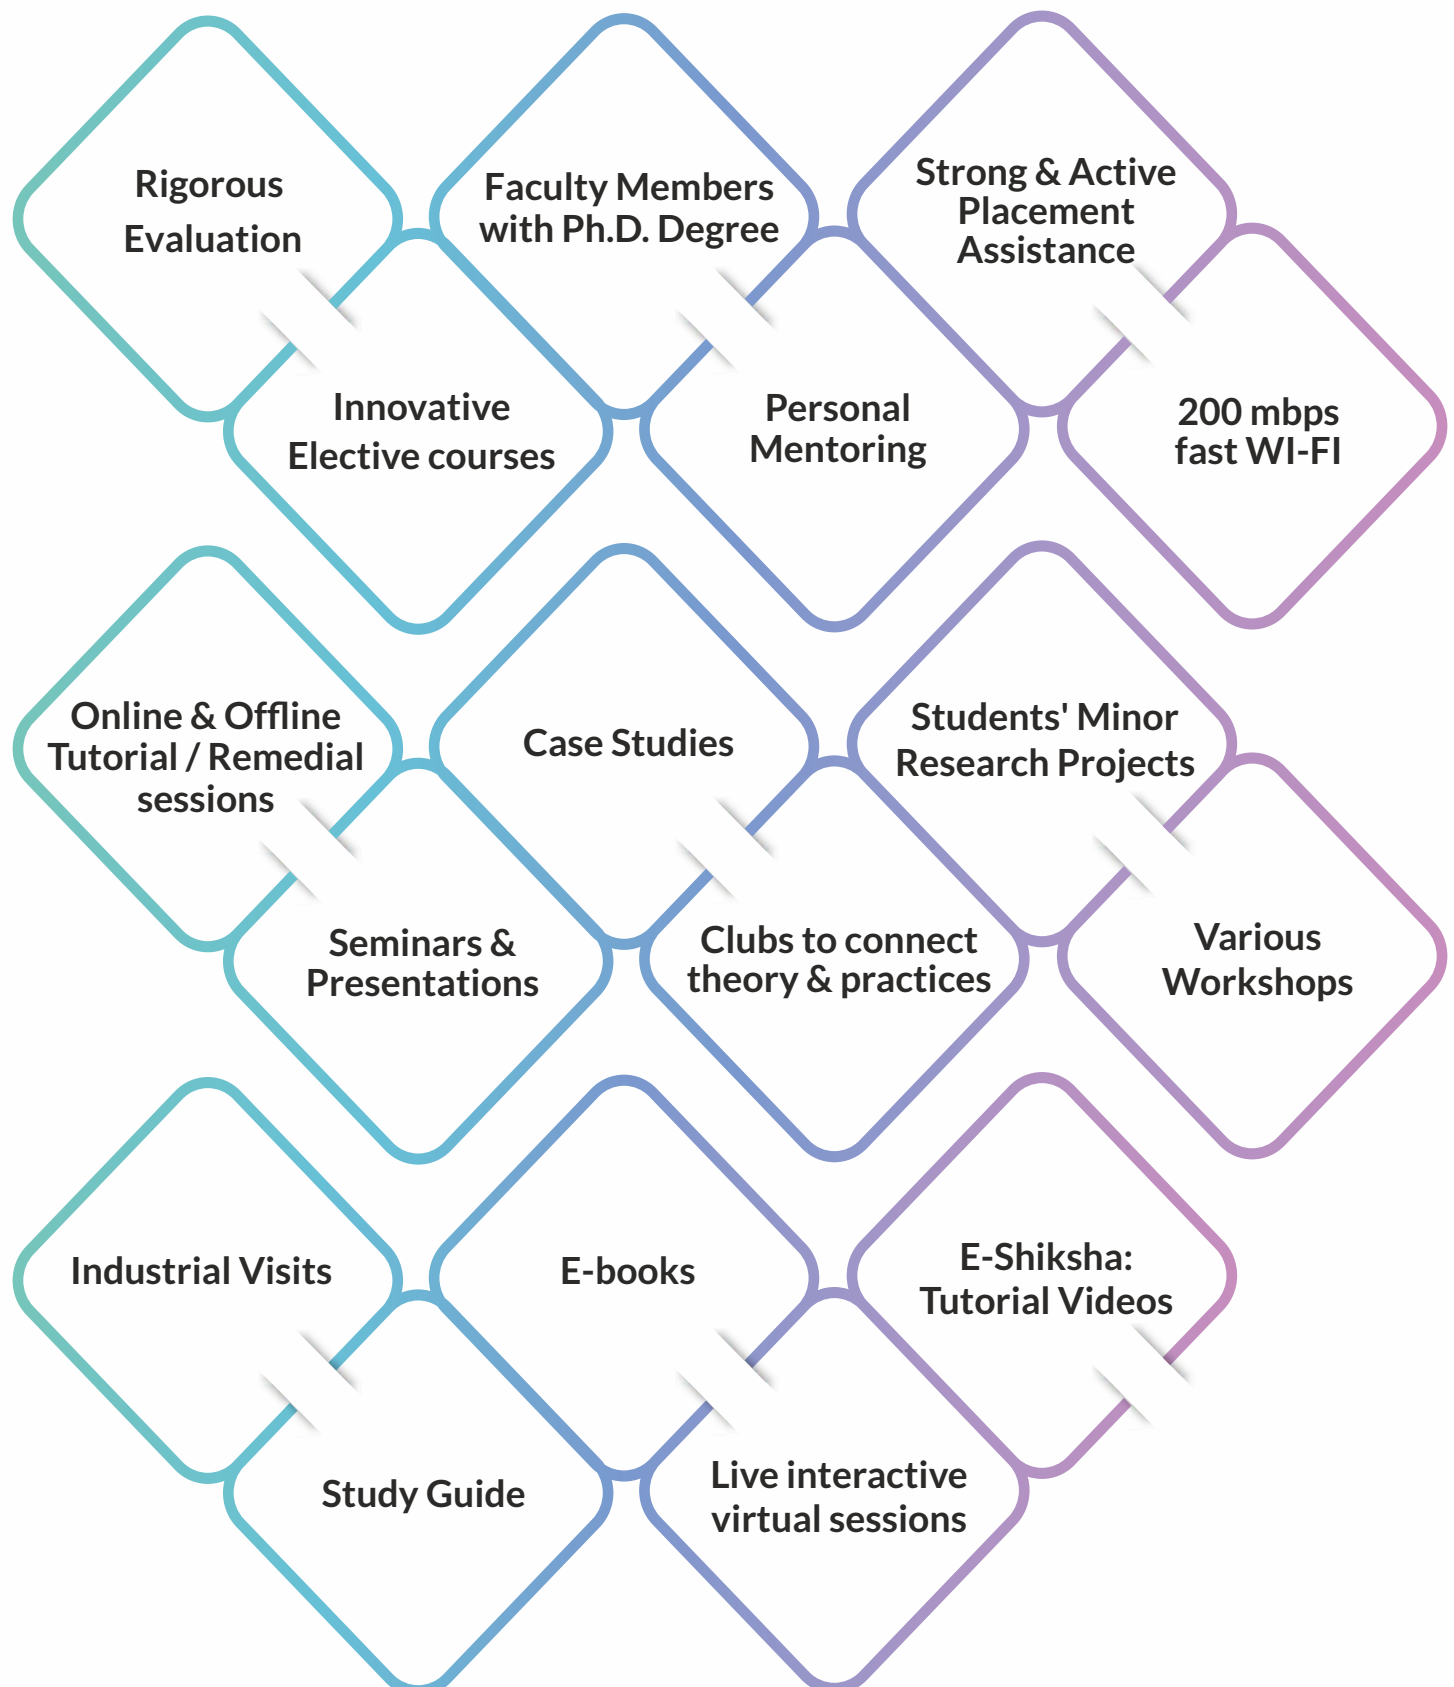 Rigorous
Evaluation
Faculty Members
with Ph.D. Degree
Strong & Active
Placement
Assistance
Innovative
Elective courses
Personal
Mentoring
200 mbps
fast WI-FI
Online & Offline
Tutorial / Remedial
sessions
Case Studies
Students' Minor
Research Projects
Seminars &
Presentations
Clubs to connect
theory & practices
Various
Workshops
Industrial Visits
E-books
E-Shiksha:
Tutorial Videos
Study Guide
Live interactive
virtual sessions